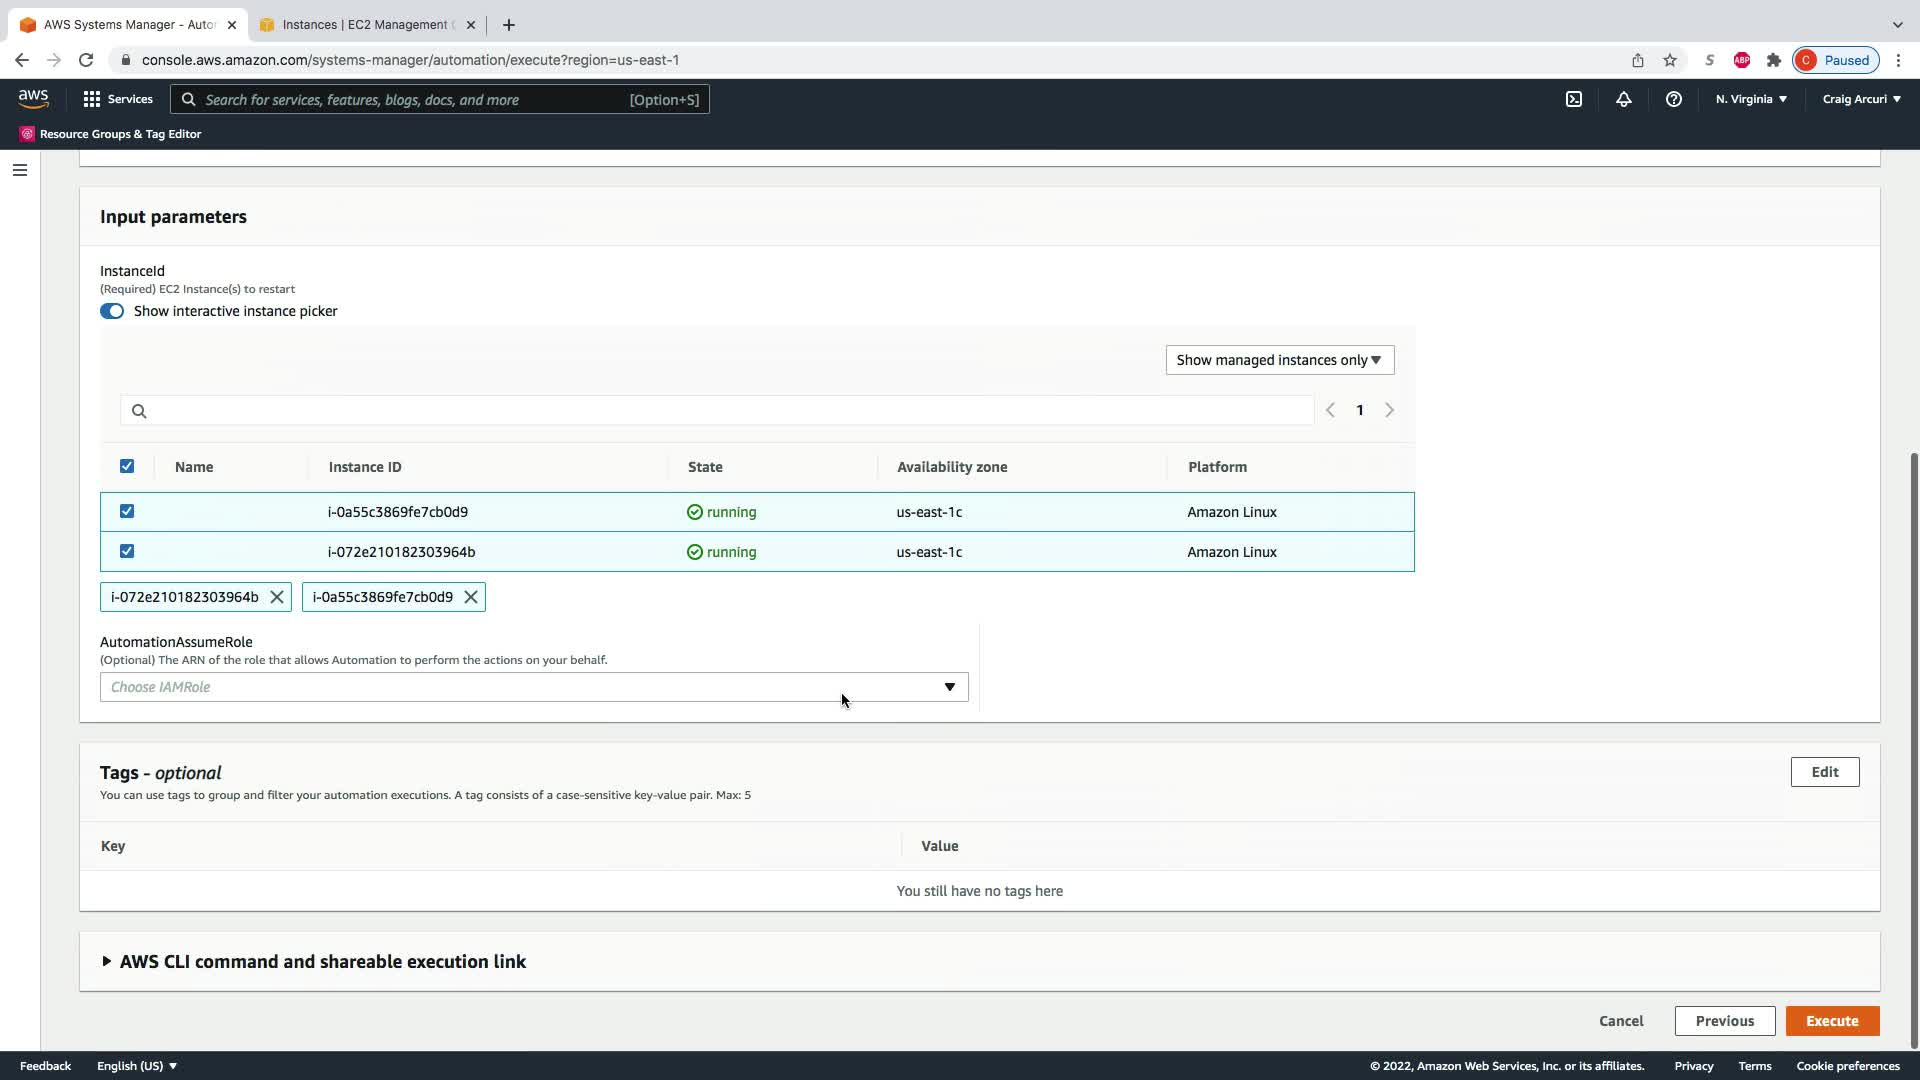 AWS Systems Manager - Auto
Instances | EC2 Management
console.aws.amazon.com/systems-manager/automation/execute?region=us-east-1
S
ABP
C Paused
aws
Services
Search for services, features, blogs, docs, and more [Option+S]
N. Virginia
Craig Arcuri
Resource Groups & Tag Editor
Input parameters
InstanceId
(Required) EC2 Instance(s) to restart
Show interactive instance picker
Show managed instances only
1
Name Instance ID State Availability zone Platform
i-0a55c3869fe7cb0d9 running us-east-1c Amazon Linux
i-072e210182303964b running us-east-1c Amazon Linux
i-072e210182303964b i-0a55c3869fe7cb0d9
AutomationAssumeRole
(Optional) The ARN of the role that allows Automation to perform the actions on your behalf.
Choose IAMRole
Tags - optional
Edit
You can use tags to group and filter your automation executions. A tag consists of a case-sensitive key-value pair. Max: 5
Key Value
You still have no tags here
AWS CLI command and shareable execution link
Cancel Previous Execute
Feedback English (US) © 2022, Amazon Web Services, Inc. or its affiliates. Privacy Terms Cookie preferences